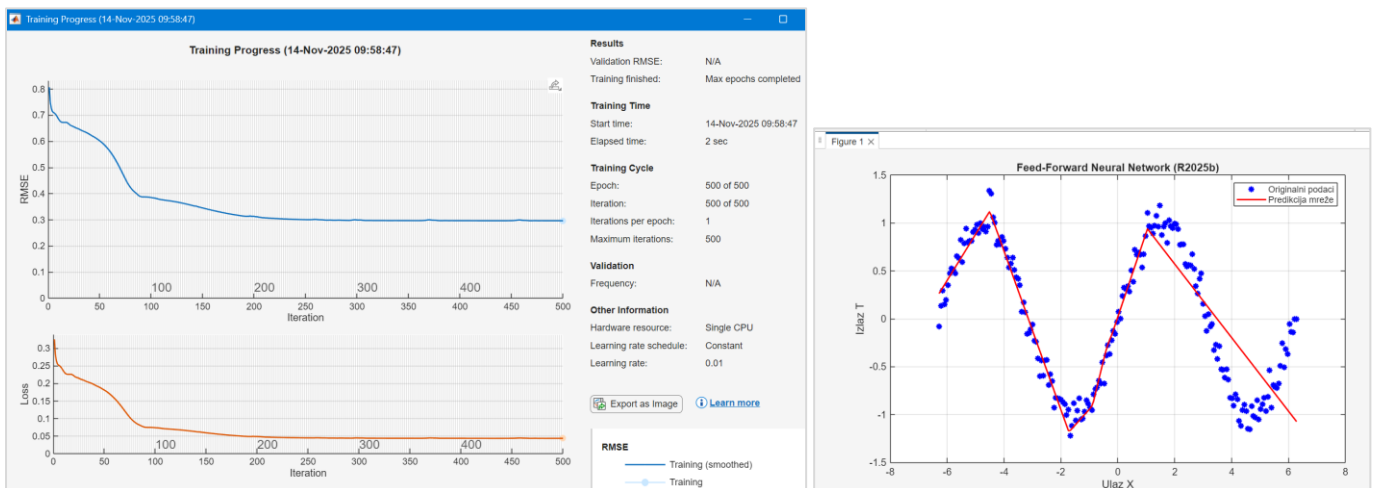 Training Progress (14-Nov-2025 09:58:47)
Training Progress (14-Nov-2025 09:58:47)
RMSE
0.8
0.7
0.6
0.5
0.4
0.3
0.2
0.1
0
100
200
300
400
0
50
100
150
200
250
300
350
400
450
500
Iteration
Loss
0.3
0.25
0.2
0.15
0.1
0.05
0
100
200
300
400
0
50
100
150
200
250
300
350
400
450
500
Iteration
Results
Validation RMSE: N/A
Training finished: Max epochs completed
Training Time
Start time: 14-Nov-2025 09:58:47
Elapsed time: 2 sec
Training Cycle
Epoch: 500 of 500
Iteration: 500 of 500
Iterations per epoch: 1
Maximum iterations: 500
Validation
Frequency: N/A
Other Information
Hardware resource: Single CPU
Learning rate schedule: Constant
Learning rate: 0.01
Export as Image
Learn more
RMSE
Training (smoothed)
Training
Figure 1
Feed-Forward Neural Network (R2025b)
Originalni podaci
Predikcija mreže
Izlaz T
1.5
1
0.5
0
-0.5
-1
-1.5
-8
-6
-4
-2
0
2
4
6
8
Ulaz X